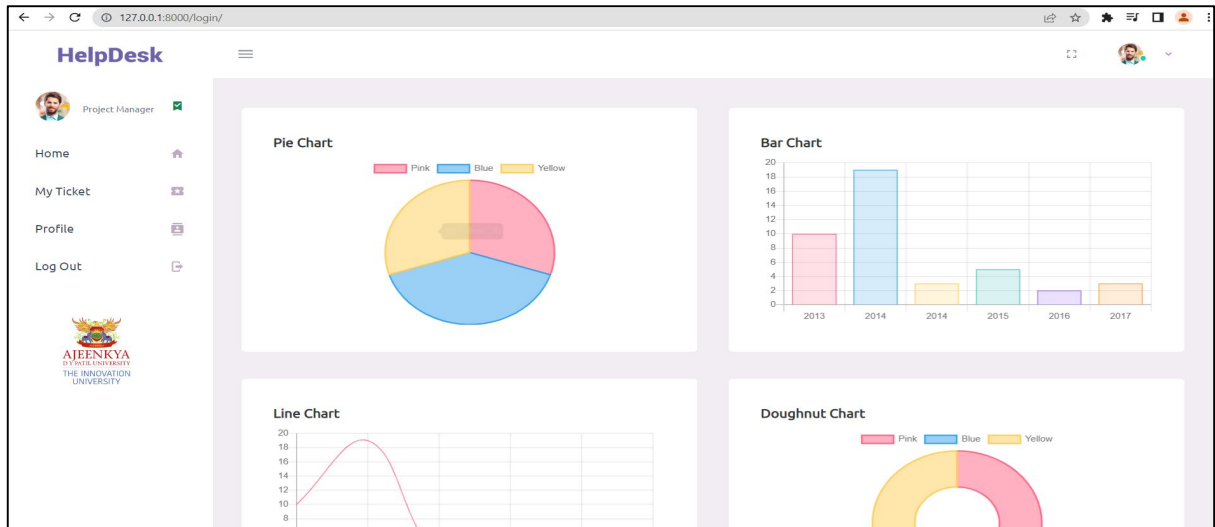 127.0.0.1:8000/login/
HelpDesk
Project Manager
Home
My Ticket
Profile
Log Out
AJEENKYA
D Y PATIL UNIVERSITY
THE INNOVATION
UNIVERSITY
Pie Chart
Pink Blue Yellow
Bar Chart
20
18
16
14
12
10
8
6
4
2
0
2013 2014 2014 2015 2016 2017
Line Chart
20
18
16
14
12
10
8
Doughnut Chart
Pink Blue Yellow